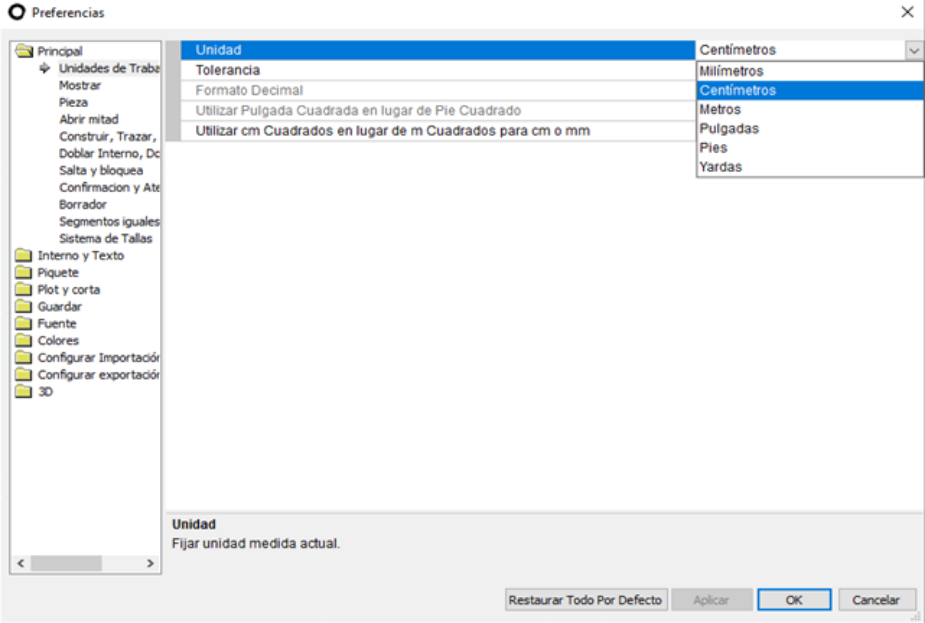 Preferencias
Principal
Unidades de Traba
Mostrar
Pieza
Abrir mitad
Construir, Trazar,
Doblar Interno, Dc
Salta y bloquea
Confirmacion y Ate
Borrador
Segmentos iguales
Sistema de Tallas
Interno y Texto
Piquete
Plot y corta
Guardar
Fuente
Colores
Configurar Importación
Configurar exportación
3D
Unidad
Centímetros
Tolerancia
Formato Decimal
Utilizar Pulgada Cuadrada en lugar de Pie Cuadrado
Utilizar cm Cuadrados en lugar de m Cuadrados para cm o mm
Milímetros
Centímetros
Metros
Pulgadas
Pies
Yardas
Unidad
Fijar unidad medida actual.
Restaurar Todo Por Defecto
Aplicar
OK
Cancelar